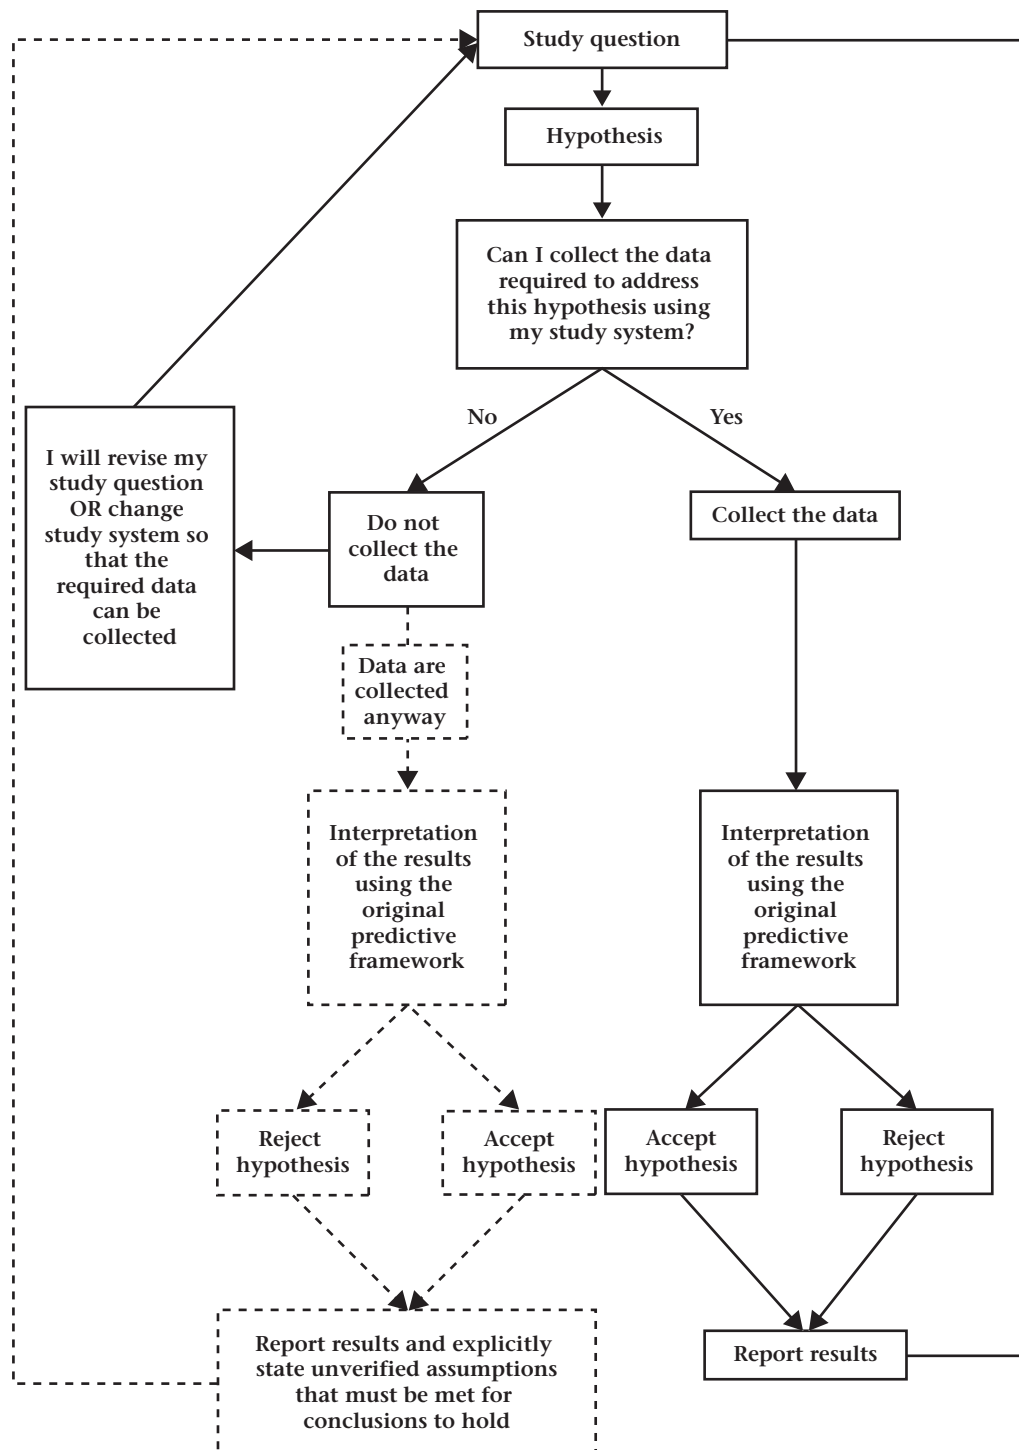 Study question
Hypothesis
Can I collect the data
required to address
this hypothesis using
my study system?
No
Yes
I will revise my
study question
OR change
study system so
that the
required data
can be
collected
Do not
collect the
data
Collect the data
Data are
collected
anyway
Interpretation
of the results
using the
original
predictive
framework
Interpretation
of the results
using the
original
predictive
framework
Reject
hypothesis
Accept
hypothesis
Accept
hypothesis
Reject
hypothesis
Report results and explicitly
state unverified assumptions
that must be met for
conclusions to hold
Report results